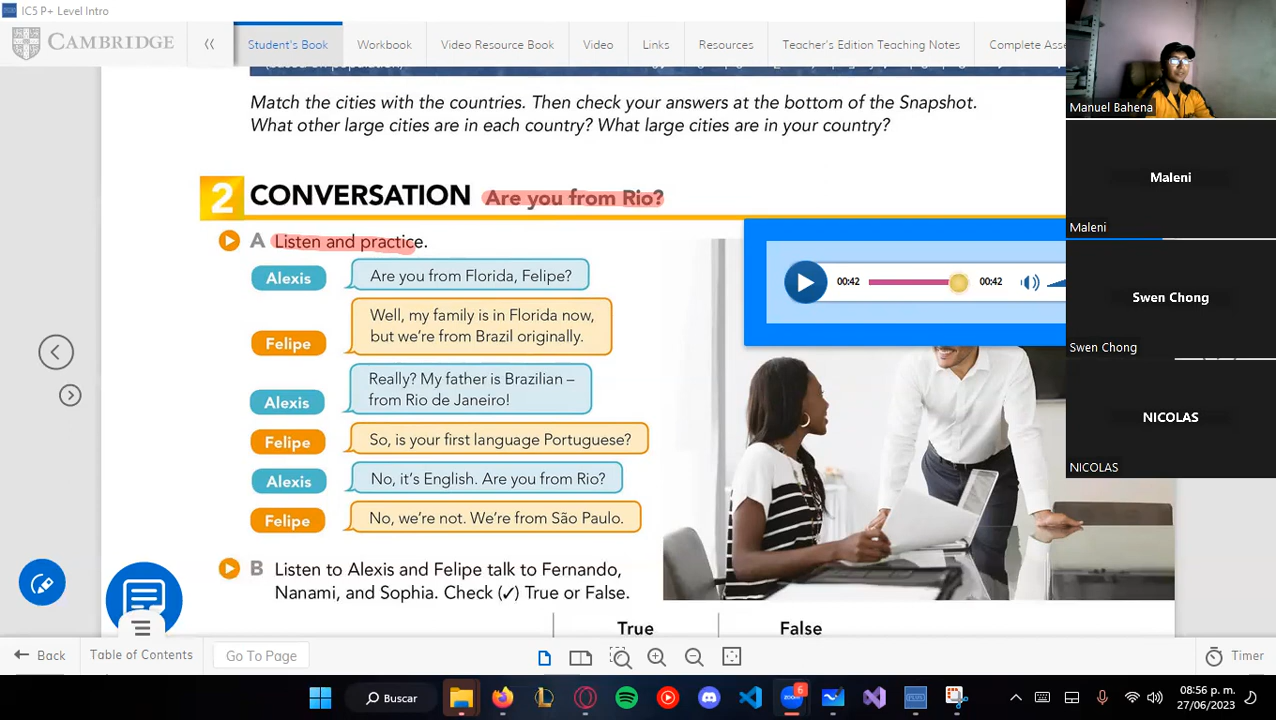 IC5 P+ Level Intro
CAMBRIDGE
Student's Book
Workbook
Video Resource Book
Video
Links
Resources
Teacher's Edition Teaching Notes
Complete Asse
Match the cities with the countries. Then check your answers at the bottom of the Snapshot.
What other large cities are in each country? What large cities are in your country?
2 CONVERSATION Are you from Rio?
A Listen and practice.
Alexis Are you from Florida, Felipe?
Felipe Well, my family is in Florida now,
but we're from Brazil originally.
Alexis Really? My father is Brazilian –
from Rio de Janeiro!
Felipe So, is your first language Portuguese?
Alexis No, it's English. Are you from Rio?
Felipe No, we're not. We're from São Paulo.
B Listen to Alexis and Felipe talk to Fernando,
Nanami, and Sophia. Check (✓) True or False.
True False
00:42 00:42
Manuel Bahena
Maleni
Maleni
Swen Chong
Swen Chong
NICOLAS
NICOLAS
Back
Table of Contents
Go To Page
Timer
Buscar
6
08:56 p. m.
27/06/2023